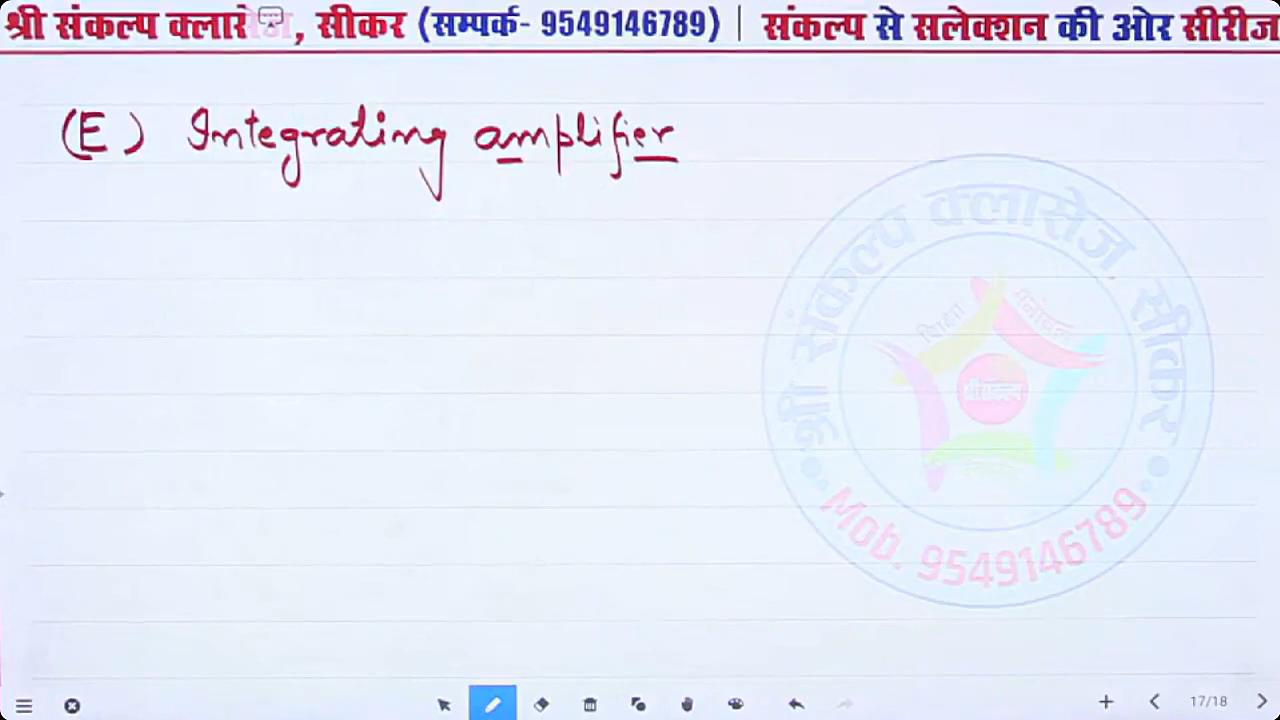 श्री संकल्प क्लासेज, सीकर (सम्पर्क- 9549146789) | संकल्प से सलेक्शन की ओर सीरीज
(E) Integrating amplifier
श्री संकल्प क्लासेज, सीकर
शिक्षा
Mob. 9549146789
17/18